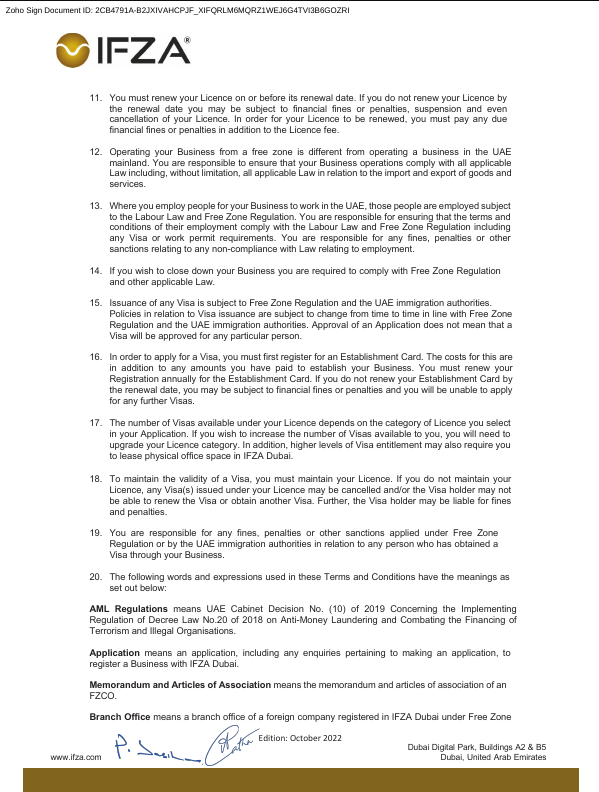 Zoho Sign Document ID: 2CB4791A-B2JXIVAHCPJF_XIFQRLM6MQRZ1WEJ6G4TVI3B6GOZRI
IFZA®
11. You must renew your Licence on or before its renewal date. If you do not renew your Licence by
the renewal date you may be subject to financial fines or penalties, suspension and even
cancellation of your Licence. In order for your Licence to be renewed, you must pay any due
financial fines or penalties in addition to the Licence fee.
12. Operating your Business from a free zone is different from operating a business in the UAE
mainland. You are responsible to ensure that your Business operations comply with all applicable
Law including, without limitation, all applicable Law in relation to the import and export of goods and
services.
13. Where you employ people for your Business to work in the UAE, those people are employed subject
to the Labour Law and Free Zone Regulation. You are responsible for ensuring that the terms and
conditions of their employment comply with the Labour Law and Free Zone Regulation including
any Visa or work permit requirements. You are responsible for any fines, penalties or other
sanctions relating to any non-compliance with Law relating to employment.
14. If you wish to close down your Business you are required to comply with Free Zone Regulation
and other applicable Law.
15. Issuance of any Visa is subject to Free Zone Regulation and the UAE immigration authorities.
Policies in relation to Visa issuance are subject to change from time to time in line with Free Zone
Regulation and the UAE immigration authorities. Approval of an Application does not mean that a
Visa will be approved for any particular person.
16. In order to apply for a Visa, you must first register for an Establishment Card. The costs for this are
in addition to any amounts you have paid to establish your Business. You must renew your
Registration annually for the Establishment Card. If you do not renew your Establishment Card by
the renewal date, you may be subject to financial fines or penalties and you will be unable to apply
for any further Visas.
17. The number of Visas available under your Licence depends on the category of Licence you select
in your Application. If you wish to increase the number of Visas available to you, you will need to
upgrade your Licence category. In addition, higher levels of Visa entitlement may also require you
to lease physical office space in IFZA Dubai.
18. To maintain the validity of a Visa, you must maintain your Licence. If you do not maintain your
Licence, any Visa(s) issued under your Licence may be cancelled and/or the Visa holder may not
be able to renew the Visa or obtain another Visa. Further, the Visa holder may be liable for fines
and penalties.
19. You are responsible for any fines, penalties or other sanctions applied under Free Zone
Regulation or by the UAE immigration authorities in relation to any person who has obtained a
Visa through your Business.
20. The following words and expressions used in these Terms and Conditions have the meanings as
set out below:
AML Regulations means UAE Cabinet Decision No. (10) of 2019 Concerning the Implementing
Regulation of Decree Law No.20 of 2018 on Anti-Money Laundering and Combating the Financing of
Terrorism and Illegal Organisations.
Application means an application, including any enquiries pertaining to making an application, to
register a Business with IFZA Dubai.
Memorandum and Articles of Association means the memorandum and articles of association of an
FZCO.
Branch Office means a branch office of a foreign company registered in IFZA Dubai under Free Zone
Edition: October 2022
www.ifza.com
Dubai Digital Park, Buildings A2 & B5
Dubai, United Arab Emirates